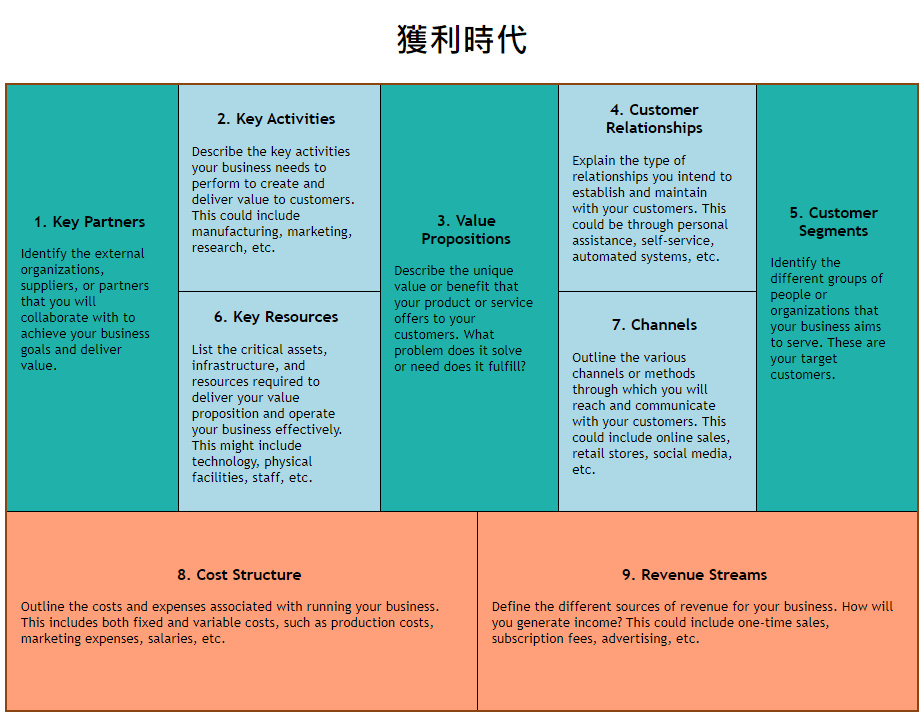 獲利時代
1. Key Partners
Identify the external
organizations,
suppliers, or partners
that you will
collaborate with to
achieve your business
goals and deliver
value.
2. Key Activities
Describe the key activities
your business needs to
perform to create and
deliver value to customers.
This could include
manufacturing, marketing,
research, etc.
3. Value
Propositions
Describe the unique
value or benefit that
your product or service
offers to your
customers. What
problem does it solve
or need does it fulfill?
4. Customer
Relationships
Explain the type of
relationships you intend to
establish and maintain
with your customers. This
could be through personal
assistance, self-service,
automated systems, etc.
5. Customer
Segments
Identify the
different groups of
people or
organizations that
your business aims
to serve. These are
your target
customers.
6. Key Resources
List the critical assets,
infrastructure, and
resources required to
deliver your value
proposition and operate
your business effectively.
This might include
technology, physical
facilities, staff, etc.
7. Channels
Outline the various
channels or methods
through which you will
reach and communicate
with your customers. This
could include online sales,
retail stores, social media,
etc.
8. Cost Structure
Outline the costs and expenses associated with running your business.
This includes both fixed and variable costs, such as production costs,
marketing expenses, salaries, etc.
9. Revenue Streams
Define the different sources of revenue for your business. How will
you generate income? This could include one-time sales,
subscription fees, advertising, etc.